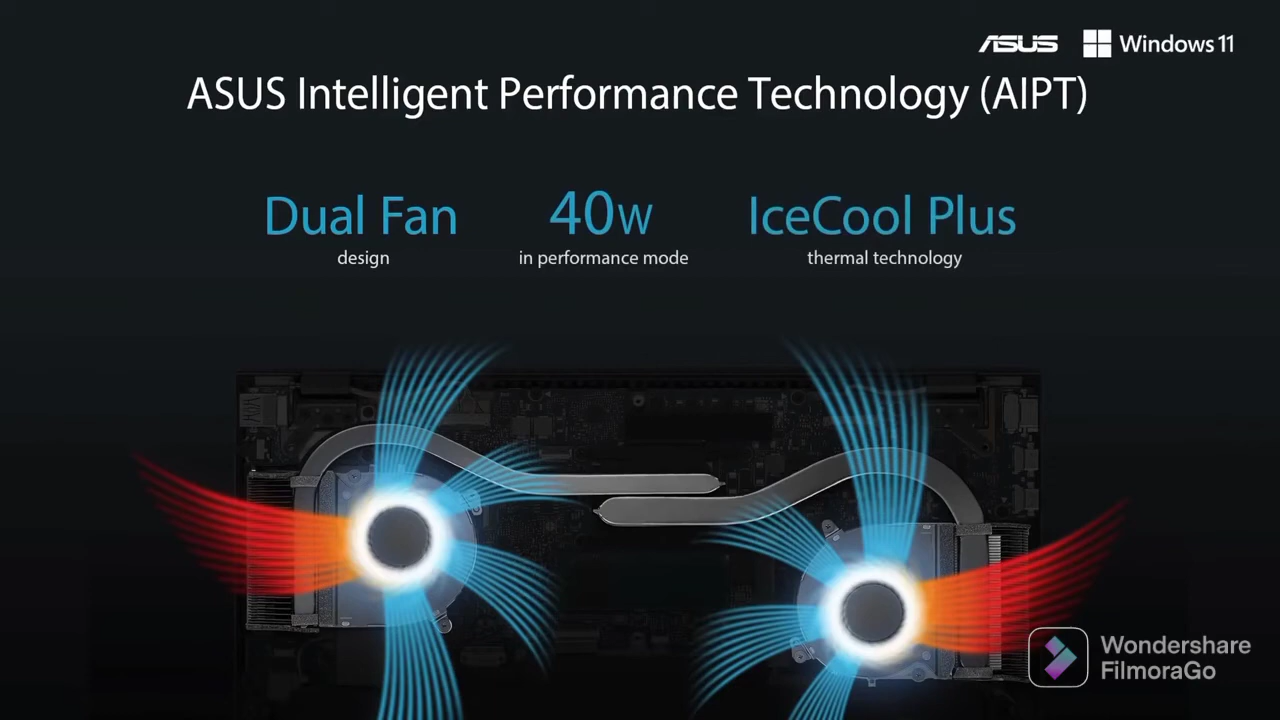 ASUS Windows 11
ASUS Intelligent Performance Technology (AIPT)
Dual Fan 40W IceCool Plus
design in performance mode thermal technology
Wondershare
FilmoraGo